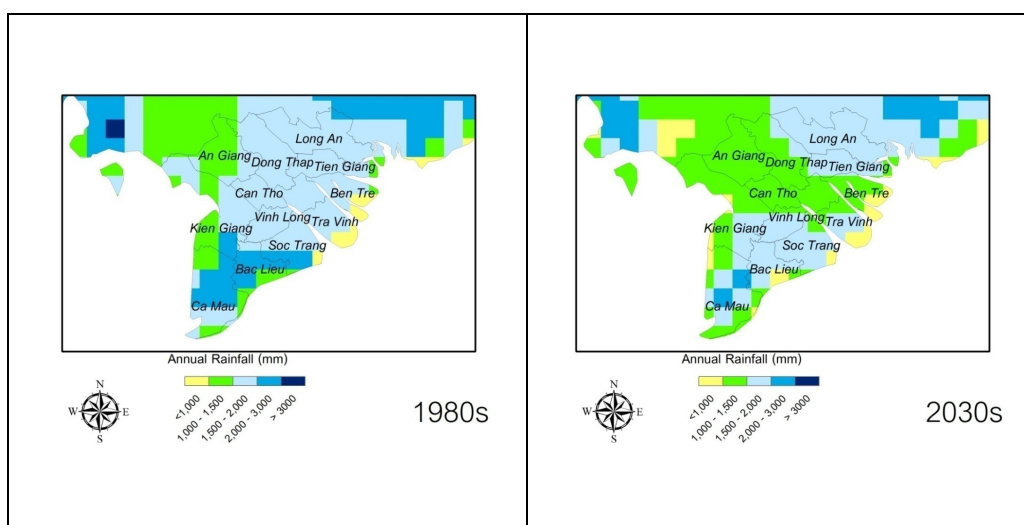 Long An
An Giang
Dong Thap
Tien Giang
Can Tho
Ben Tre
Vinh Long
Tra Vinh
Kien Giang
Soc Trang
Bac Lieu
Ca Mau
Annual Rainfall (mm)
N
W
E
S
<1,000
1,000 - 1,500
1,500 - 2,000
2,000 - 3,000
> 3000
1980s
Long An
An Giang
Dong Thap
Tien Giang
Can Tho
Ben Tre
Vinh Long
Tra Vinh
Kien Giang
Soc Trang
Bac Lieu
Ca Mau
Annual Rainfall (mm)
N
W
E
S
<1,000
1,000 - 1,500
1,500 - 2,000
2,000 - 3,000
> 3000
2030s